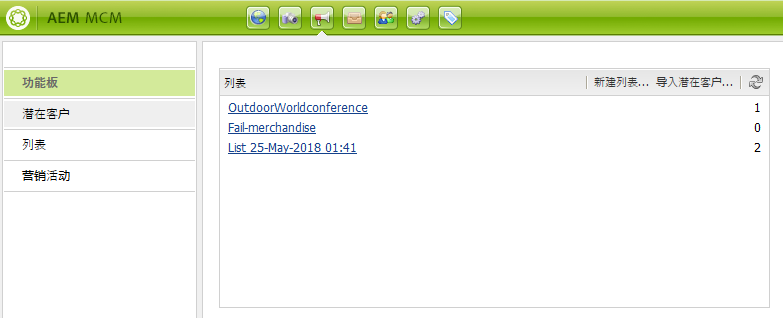 AEM MCM
功能板
潜在客户
列表
营销活动
列表 新建列表... 导入潜在客户...
OutdoorWorldconference 1
Fail-merchandise 0
List 25-May-2018 01:41 2